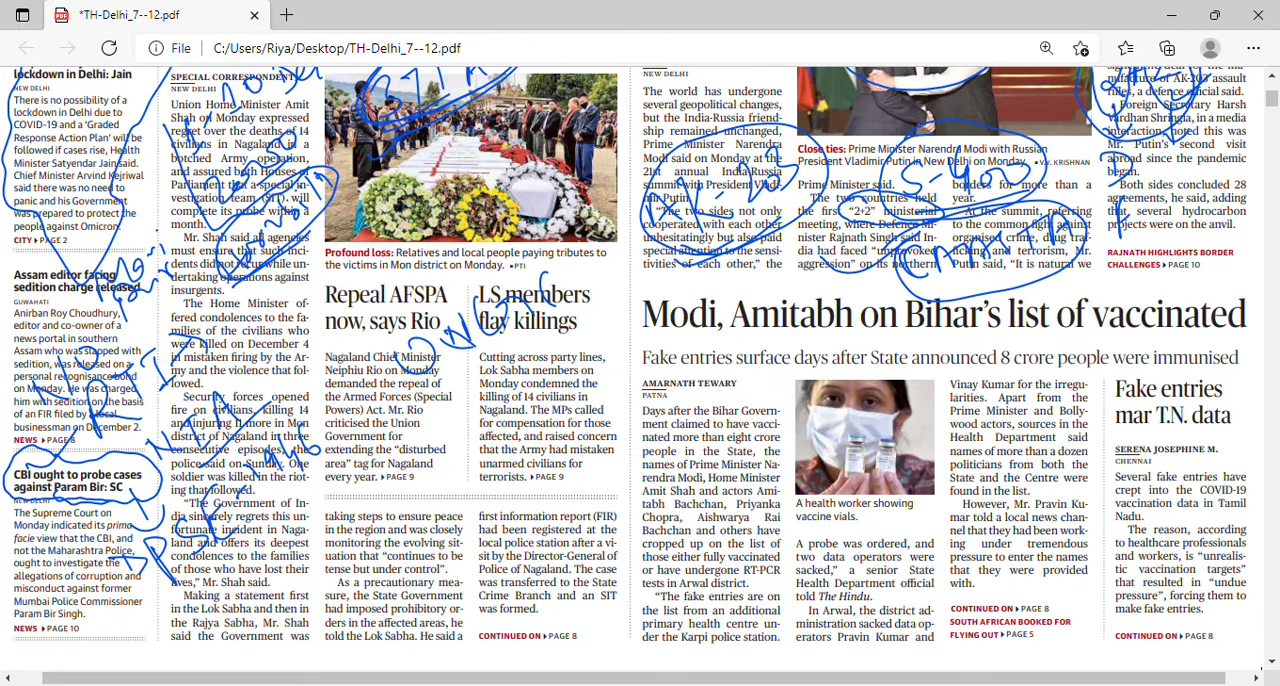 *TH-Delhi_7--12.pdf
File
C:/Users/Riya/Desktop/TH-Delhi_7--12.pdf
lockdown in Delhi: Jain
NEW DELHI
There is no possibility of a
lockdown in Delhi due to
COVID-19 and a ‘Graded
Response Action Plan’ will be
followed if cases rise, Health
Minister Satyendar Jain said.
Chief Minister Arvind Kejriwal
said there was no need to
panic and his Government
was prepared to protect the
people against Omicron.
CITY PAGE 2
Assam editor facing
sedition charge released
GUWAHATI
Anirban Roy Choudhury,
editor and co-owner of a
news portal in southern
Assam who was slapped with
sedition, was released on a
personal recognisance bond
on Monday. He was charged
him with sedition on the
basis of an FIR filed by a local
businessman on December 2.
NEWS PAGE 8
CBI ought to probe cases
against Param Bir: SC
NEW DELHI
The Supreme Court on
Monday indicated its prima
facie view that the CBI, and
not the Maharashtra Police,
ought to investigate the
allegations of corruption and
misconduct against former
Mumbai Police Commissioner
Param Bir Singh.
NEWS PAGE 10
SPECIAL CORRESPONDENT
NEW DELHI
Union Home Minister Amit
Shah on Monday expressed
regret over the deaths of 14
civilians in Nagaland in a
botched Army operation,
and assured both Houses of
Parliament that a special in-
vestigation team (SIT) will
complete its probe within a
month.
Mr. Shah said all agencies
must ensure that such inci-
dents did not recur while un-
dertaking operations against
insurgents.
The Home Minister of-
fered condolences to the fa-
milies of the civilians who
were killed on December 4
in mistaken firing by the Ar-
my and the violence that fol-
lowed.
Security forces opened
fire on civilians, killing 14
and injuring 11 more in Mon
district of Nagaland in three
consecutive episodes, the
police said on Sunday. One
soldier was killed in the riot-
ing that followed.
“The Government of In-
dia sincerely regrets this un-
fortunate incident in Naga-
land and offers its deepest
condolences to the families
of those who have lost their
lives,” Mr. Shah said.
Making a statement first
in the Lok Sabha and then in
the Rajya Sabha, Mr. Shah
said the Government was
Profound loss: Relatives and local people paying tributes to
the victims in Mon district on Monday. PTI
Repeal AFSPA
now, says Rio
Nagaland Chief Minister
Neiphiu Rio on Monday
demanded the repeal of
the Armed Forces (Special
Powers) Act. Mr. Rio
criticised the Union
Government for
extending the “disturbed
area” tag for Nagaland
every year. PAGE 9
LS members
flay killings
Cutting across party lines,
Lok Sabha members on
Monday condemned the
killing of 14 civilians in
Nagaland. The MPs called
for compensation for those
affected, and raised concern
that the Army had mistaken
unarmed civilians for
terrorists. PAGE 9
taking steps to ensure peace
in the region and was closely
monitoring the evolving sit-
uation that “continues to be
tense but under control”.
As a precautionary mea-
sure, the State Government
had imposed prohibitory or-
ders in the affected areas, he
told the Lok Sabha. He said a
first information report (FIR)
had been registered at the
local police station after a vi-
sit by the Director-General of
Police of Nagaland. The case
was transferred to the State
Crime Branch and an SIT
was formed.
CONTINUED ON PAGE 8
NEW DELHI
The world has undergone
several geopolitical changes,
but the India-Russia friend-
ship remained unchanged,
Prime Minister Narendra
Modi said on Monday at the
21st annual India-Russia
summit with President Vladi-
mir Putin.
“The two sides not only
cooperated with each other
unhesitatingly but also paid
special attention to the sensi-
tivities of each other,” the
Close ties: Prime Minister Narendra Modi with Russian
President Vladimir Putin in New Delhi on Monday. V.V. KRISHNAN
Prime Minister said.
The two countries held
the first “2+2” ministerial
meeting, where Defence Mi-
nister Rajnath Singh said In-
dia had faced “unprovoked
aggression” on its northern
borders for more than a
year.
At the summit, referring
to the common fight against
organised crime, drug traf-
ficking and terrorism, Mr.
Putin said, “It is natural we
nufacture of AK-203 assault
rifles, a defence official said.
Foreign Secretary Harsh
Vardhan Shringla, in a media
interaction, noted this was
Mr. Putin’s second visit
abroad since the pandemic
began.
Both sides concluded 28
agreements, he said, adding
that several hydrocarbon
projects were on the anvil.
RAJNATH HIGHLIGHTS BORDER
CHALLENGES PAGE 10
Modi, Amitabh on Bihar’s list of vaccinated
Fake entries surface days after State announced 8 crore people were immunised
AMARNATH TEWARY
PATNA
Days after the Bihar Govern-
ment claimed to have vacci-
nated more than eight crore
people in the State, the
names of Prime Minister Na-
rendra Modi, Home Minister
Amit Shah and actors Ami-
tabh Bachchan, Priyanka
Chopra, Aishwarya Rai
Bachchan and others have
cropped up on the list of
those either fully vaccinated
or have undergone RT-PCR
tests in Arwal district.
“The fake entries are on
the list from an additional
primary health centre un-
der the Karpi police station.
A health worker showing
vaccine vials.
A probe was ordered, and
two data operators were
sacked,” a senior State
Health Department official
told The Hindu.
In Arwal, the district ad-
ministration sacked data op-
erators Pravin Kumar and
Vinay Kumar for the irregu-
larities. Apart from the
Prime Minister and Bolly-
wood actors, sources in the
Health Department said
names of more than a dozen
politicians from both the
State and the Centre were
found in the list.
However, Mr. Pravin Ku-
mar told a local news chan-
nel that they had been work-
ing under tremendous
pressure to enter the names
that they were provided
with.
CONTINUED ON PAGE 8
SOUTH AFRICAN BOOKED FOR
FLYING OUT PAGE 5
Fake entries
mar T.N. data
SERENA JOSEPHINE M.
CHENNAI
Several fake entries have
crept into the COVID-19
vaccination data in Tamil
Nadu.
The reason, according
to healthcare professionals
and workers, is “unrealis-
tic vaccination targets”
that resulted in “undue
pressure”, forcing them to
make fake entries.
CONTINUED ON PAGE 8
AK-203
S-400
DPSE-1946